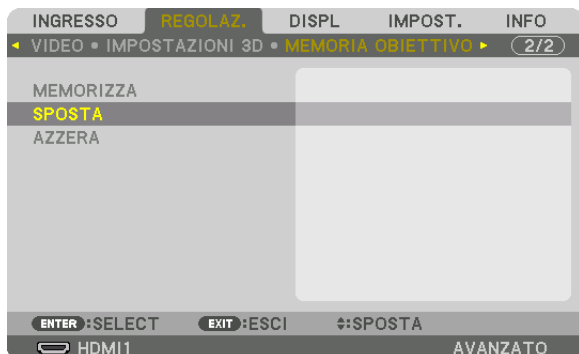 INGRESSO REGOLAZ. DISPL IMPOST. INFO
VIDEO • IMPOSTAZIONI 3D • MEMORIA OBIETTIVO 2/2
MEMORIZZA
SPOSTA
AZZERA
ENTER :SELECT EXIT :ESCI :SPOSTA
HDMI1 AVANZATO